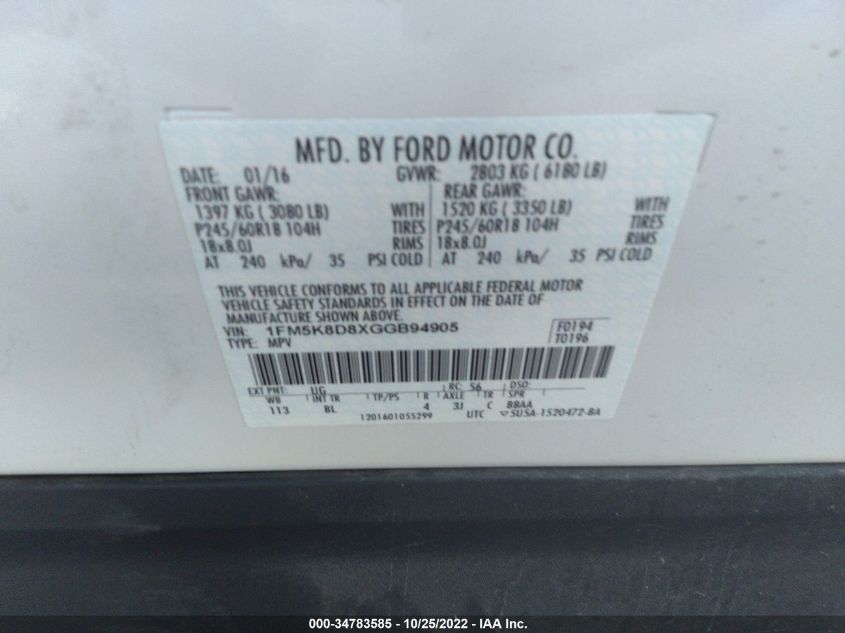 MFD. BY FORD MOTOR CO.
DATE: 01/16 GVWR: 2803 KG ( 6180 LB)
FRONT GAWR: REAR GAWR:
1397 KG ( 3080 LB) WITH 1520 KG ( 3350 LB) WITH
P245/60R18 104H TIRES P245/60R18 104H TIRES
18x8.0J RIMS 18x8.0J RIMS
AT 240 kPa/ 35 PSI COLD AT 240 kPa/ 35 PSI COLD
THIS VEHICLE CONFORMS TO ALL APPLICABLE FEDERAL MOTOR
VEHICLE SAFETY STANDARDS IN EFFECT ON THE DATE OF
MANUFACTURE SHOWN ABOVE.
VIN: 1FM5K8D8XGGB94905 F0194
TYPE: MPV T0196
EXT PNT: UG RC: 56 DSO:
WB INT TR TP/PS R AXLE TR SPR
113 BL 4 3J C BBAA
1201601055299 UTC 5U5A-1520472-BA
000-34783585 - 10/25/2022 - IAA Inc.